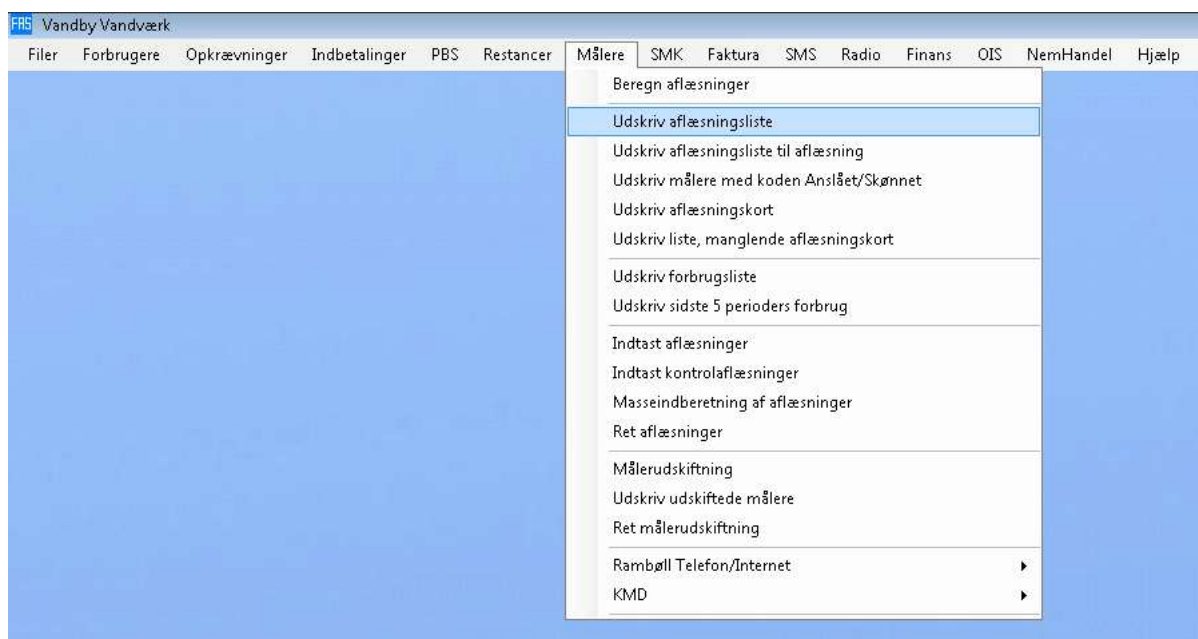 FAS Vandby Vandværk
Filer Forbrugere Opkrævninger Indbetalinger PBS Restancer Målere SMK Faktura SMS Radio Finans OIS NemHandel Hjælp
Beregn aflæsninger
Udskriv aflæsningsliste
Udskriv aflæsningsliste til aflæsning
Udskriv målere med koden Anslået/Skønnet
Udskriv aflæsningskort
Udskriv liste, manglende aflæsningskort
Udskriv forbrugsliste
Udskriv sidste 5 perioders forbrug
Indtast aflæsninger
Indtast kontrolaflæsninger
Masseindberetning af aflæsninger
Ret aflæsninger
Målerudskiftning
Udskriv udskiftede målere
Ret målerudskiftning
Rambøll Telefon/Internet
KMD